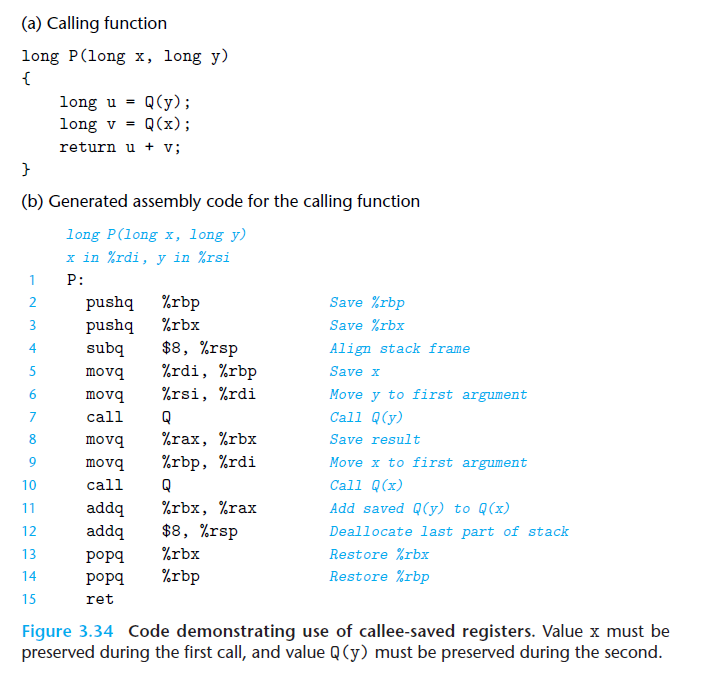 (a) Calling function
long P(long x, long y)
{
    long u = Q(y);
    long v = Q(x);
    return u + v;
}
(b) Generated assembly code for the calling function
long P(long x, long y)
x in %rdi, y in %rsi
1 P:
2 pushq %rbp Save %rbp
3 pushq %rbx Save %rbx
4 subq $8, %rsp Align stack frame
5 movq %rdi, %rbp Save x
6 movq %rsi, %rdi Move y to first argument
7 call Q Call Q(y)
8 movq %rax, %rbx Save result
9 movq %rbp, %rdi Move x to first argument
10 call Q Call Q(x)
11 addq %rbx, %rax Add saved Q(y) to Q(x)
12 addq $8, %rsp Deallocate last part of stack
13 popq %rbx Restore %rbx
14 popq %rbp Restore %rbp
15 ret
Figure 3.34 Code demonstrating use of callee-saved registers. Value x must be
preserved during the first call, and value Q(y) must be preserved during the second.